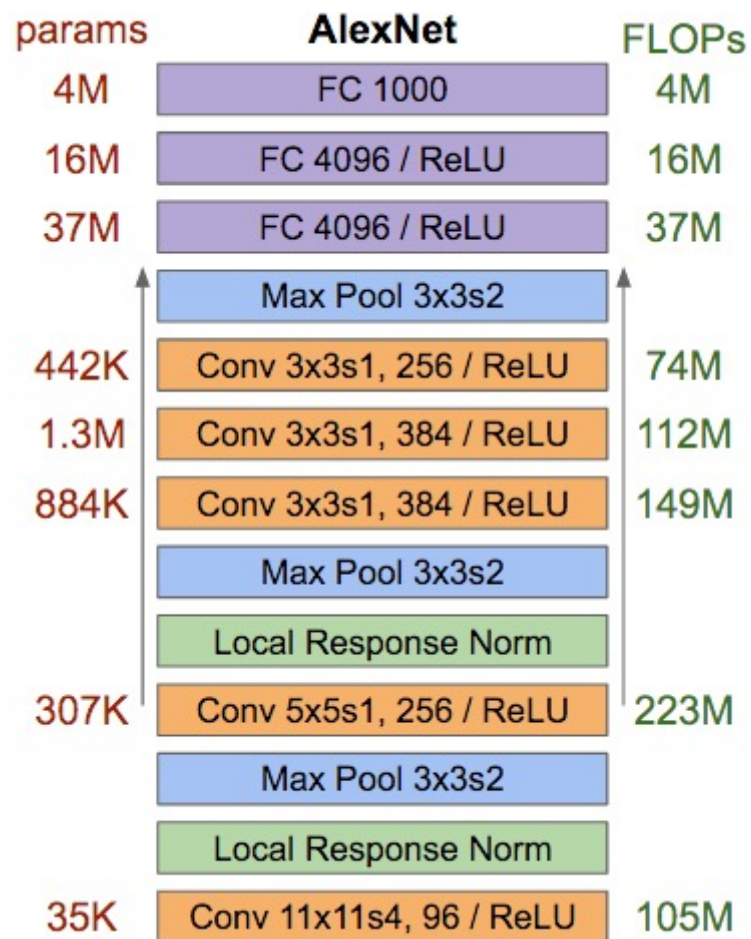 params AlexNet FLOPs
4M FC 1000 4M
16M FC 4096 / ReLU 16M
37M FC 4096 / ReLU 37M
Max Pool 3x3s2
442K Conv 3x3s1, 256 / ReLU 74M
1.3M Conv 3x3s1, 384 / ReLU 112M
884K Conv 3x3s1, 384 / ReLU 149M
Max Pool 3x3s2
Local Response Norm
307K Conv 5x5s1, 256 / ReLU 223M
Max Pool 3x3s2
Local Response Norm
35K Conv 11x11s4, 96 / ReLU 105M